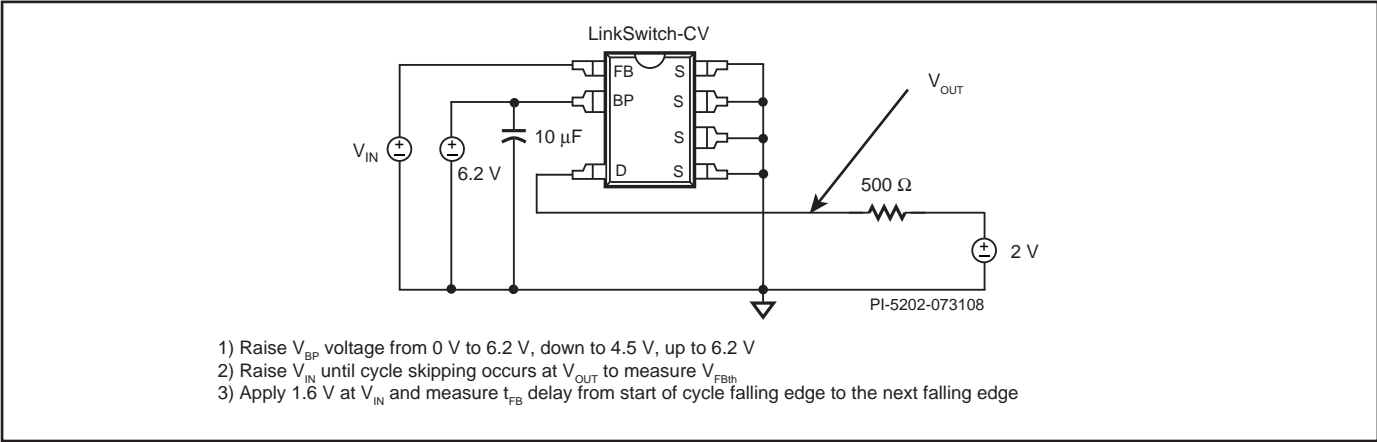 LinkSwitch-CV
FB S
BP S
S
D S
V_OUT
V_IN
+
6.2 V
+
10 μF
500 Ω
+
2 V
PI-5202-073108
1) Raise V_BP voltage from 0 V to 6.2 V, down to 4.5 V, up to 6.2 V
2) Raise V_IN until cycle skipping occurs at V_OUT to measure V_FBth
3) Apply 1.6 V at V_IN and measure t_FB delay from start of cycle falling edge to the next falling edge